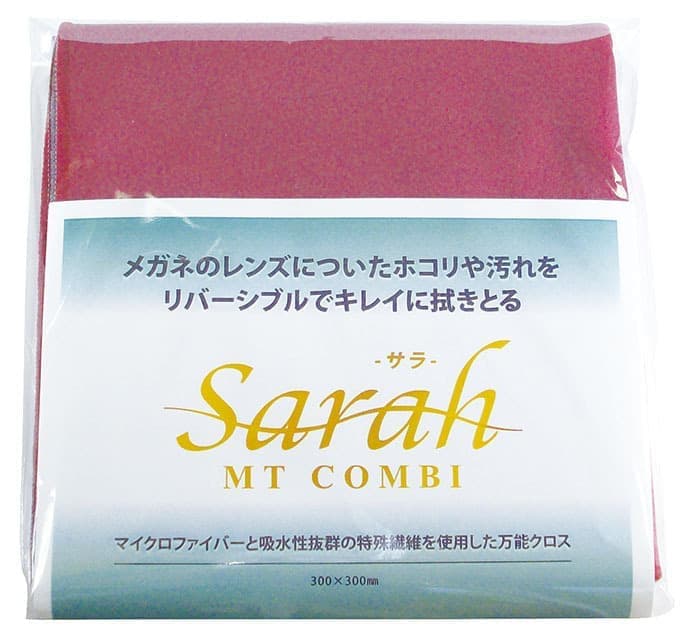 メガネのレンズについたホコリや汚れを
リバーシブルでキレイに拭きとる
-サラ-
Sarah
MT COMBI
マイクロファイバーと吸水性抜群の特殊繊維を使用した万能クロス
300×300㎜